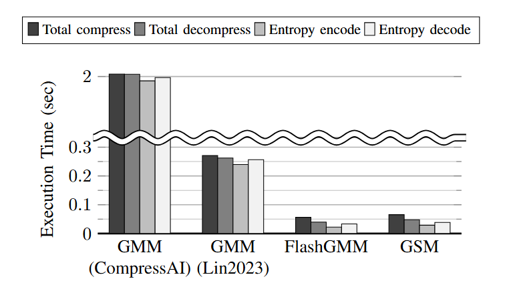 Total compress Total decompress Entropy encode Entropy decode
Execution Time (sec)
2
0.3
0.2
0.1
0
GMM GMM FlashGMM GSM
(CompressAI) (Lin2023)